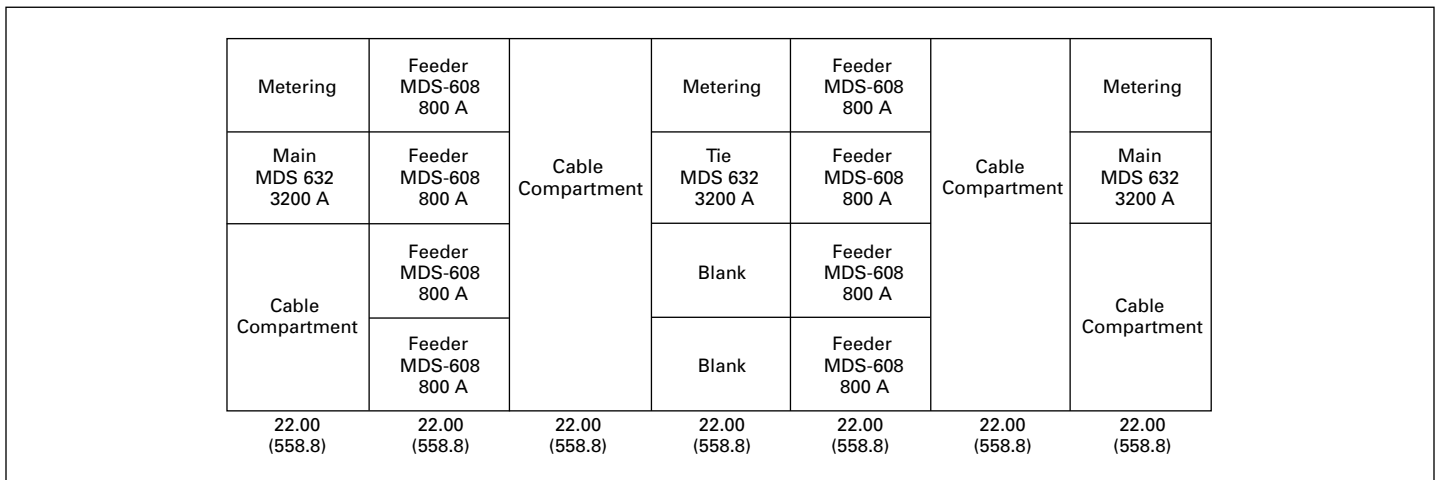 Metering
Main
MDS 632
3200 A
Cable
Compartment
22.00
(558.8)
Feeder
MDS-608
800 A
Feeder
MDS-608
800 A
Feeder
MDS-608
800 A
Feeder
MDS-608
800 A
22.00
(558.8)
Cable
Compartment
22.00
(558.8)
Metering
Tie
MDS 632
3200 A
Blank
Blank
22.00
(558.8)
Feeder
MDS-608
800 A
Feeder
MDS-608
800 A
Feeder
MDS-608
800 A
Feeder
MDS-608
800 A
22.00
(558.8)
Cable
Compartment
22.00
(558.8)
Metering
Main
MDS 632
3200 A
Cable
Compartment
22.00
(558.8)